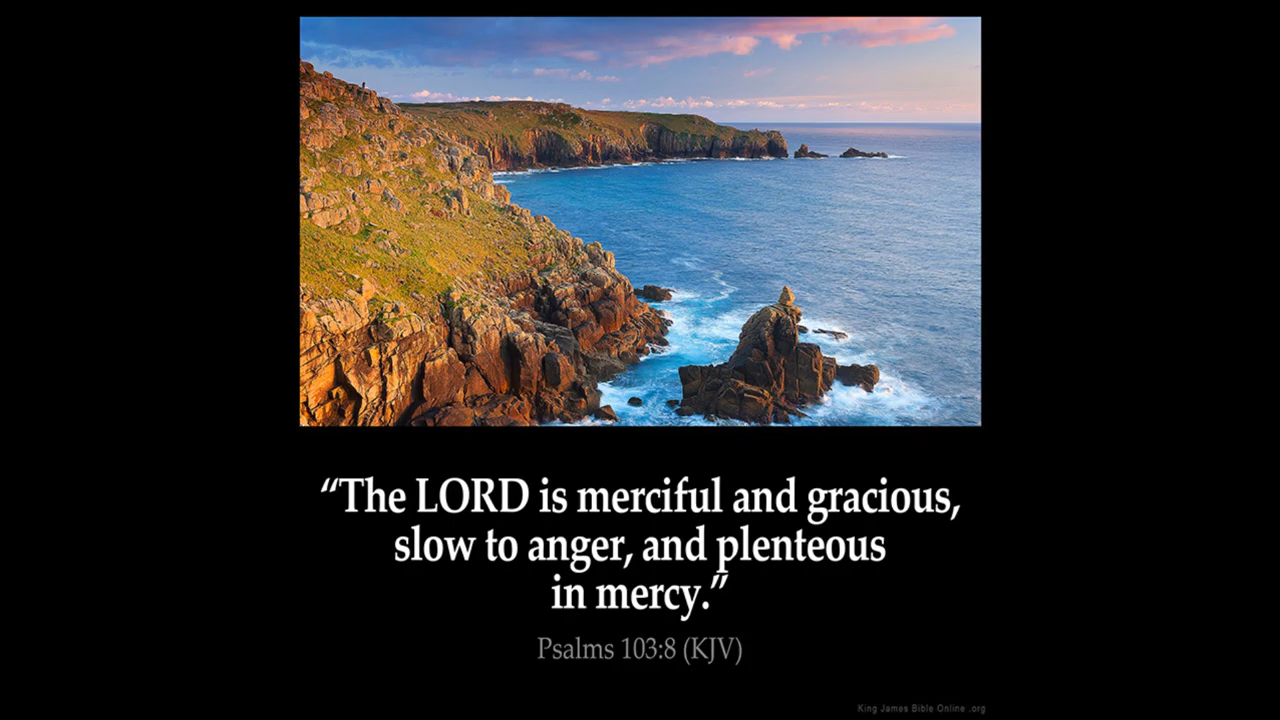 “The LORD is merciful and gracious,
slow to anger, and plenteous
in mercy.”
Psalms 103:8 (KJV)
King James Bible Online .org